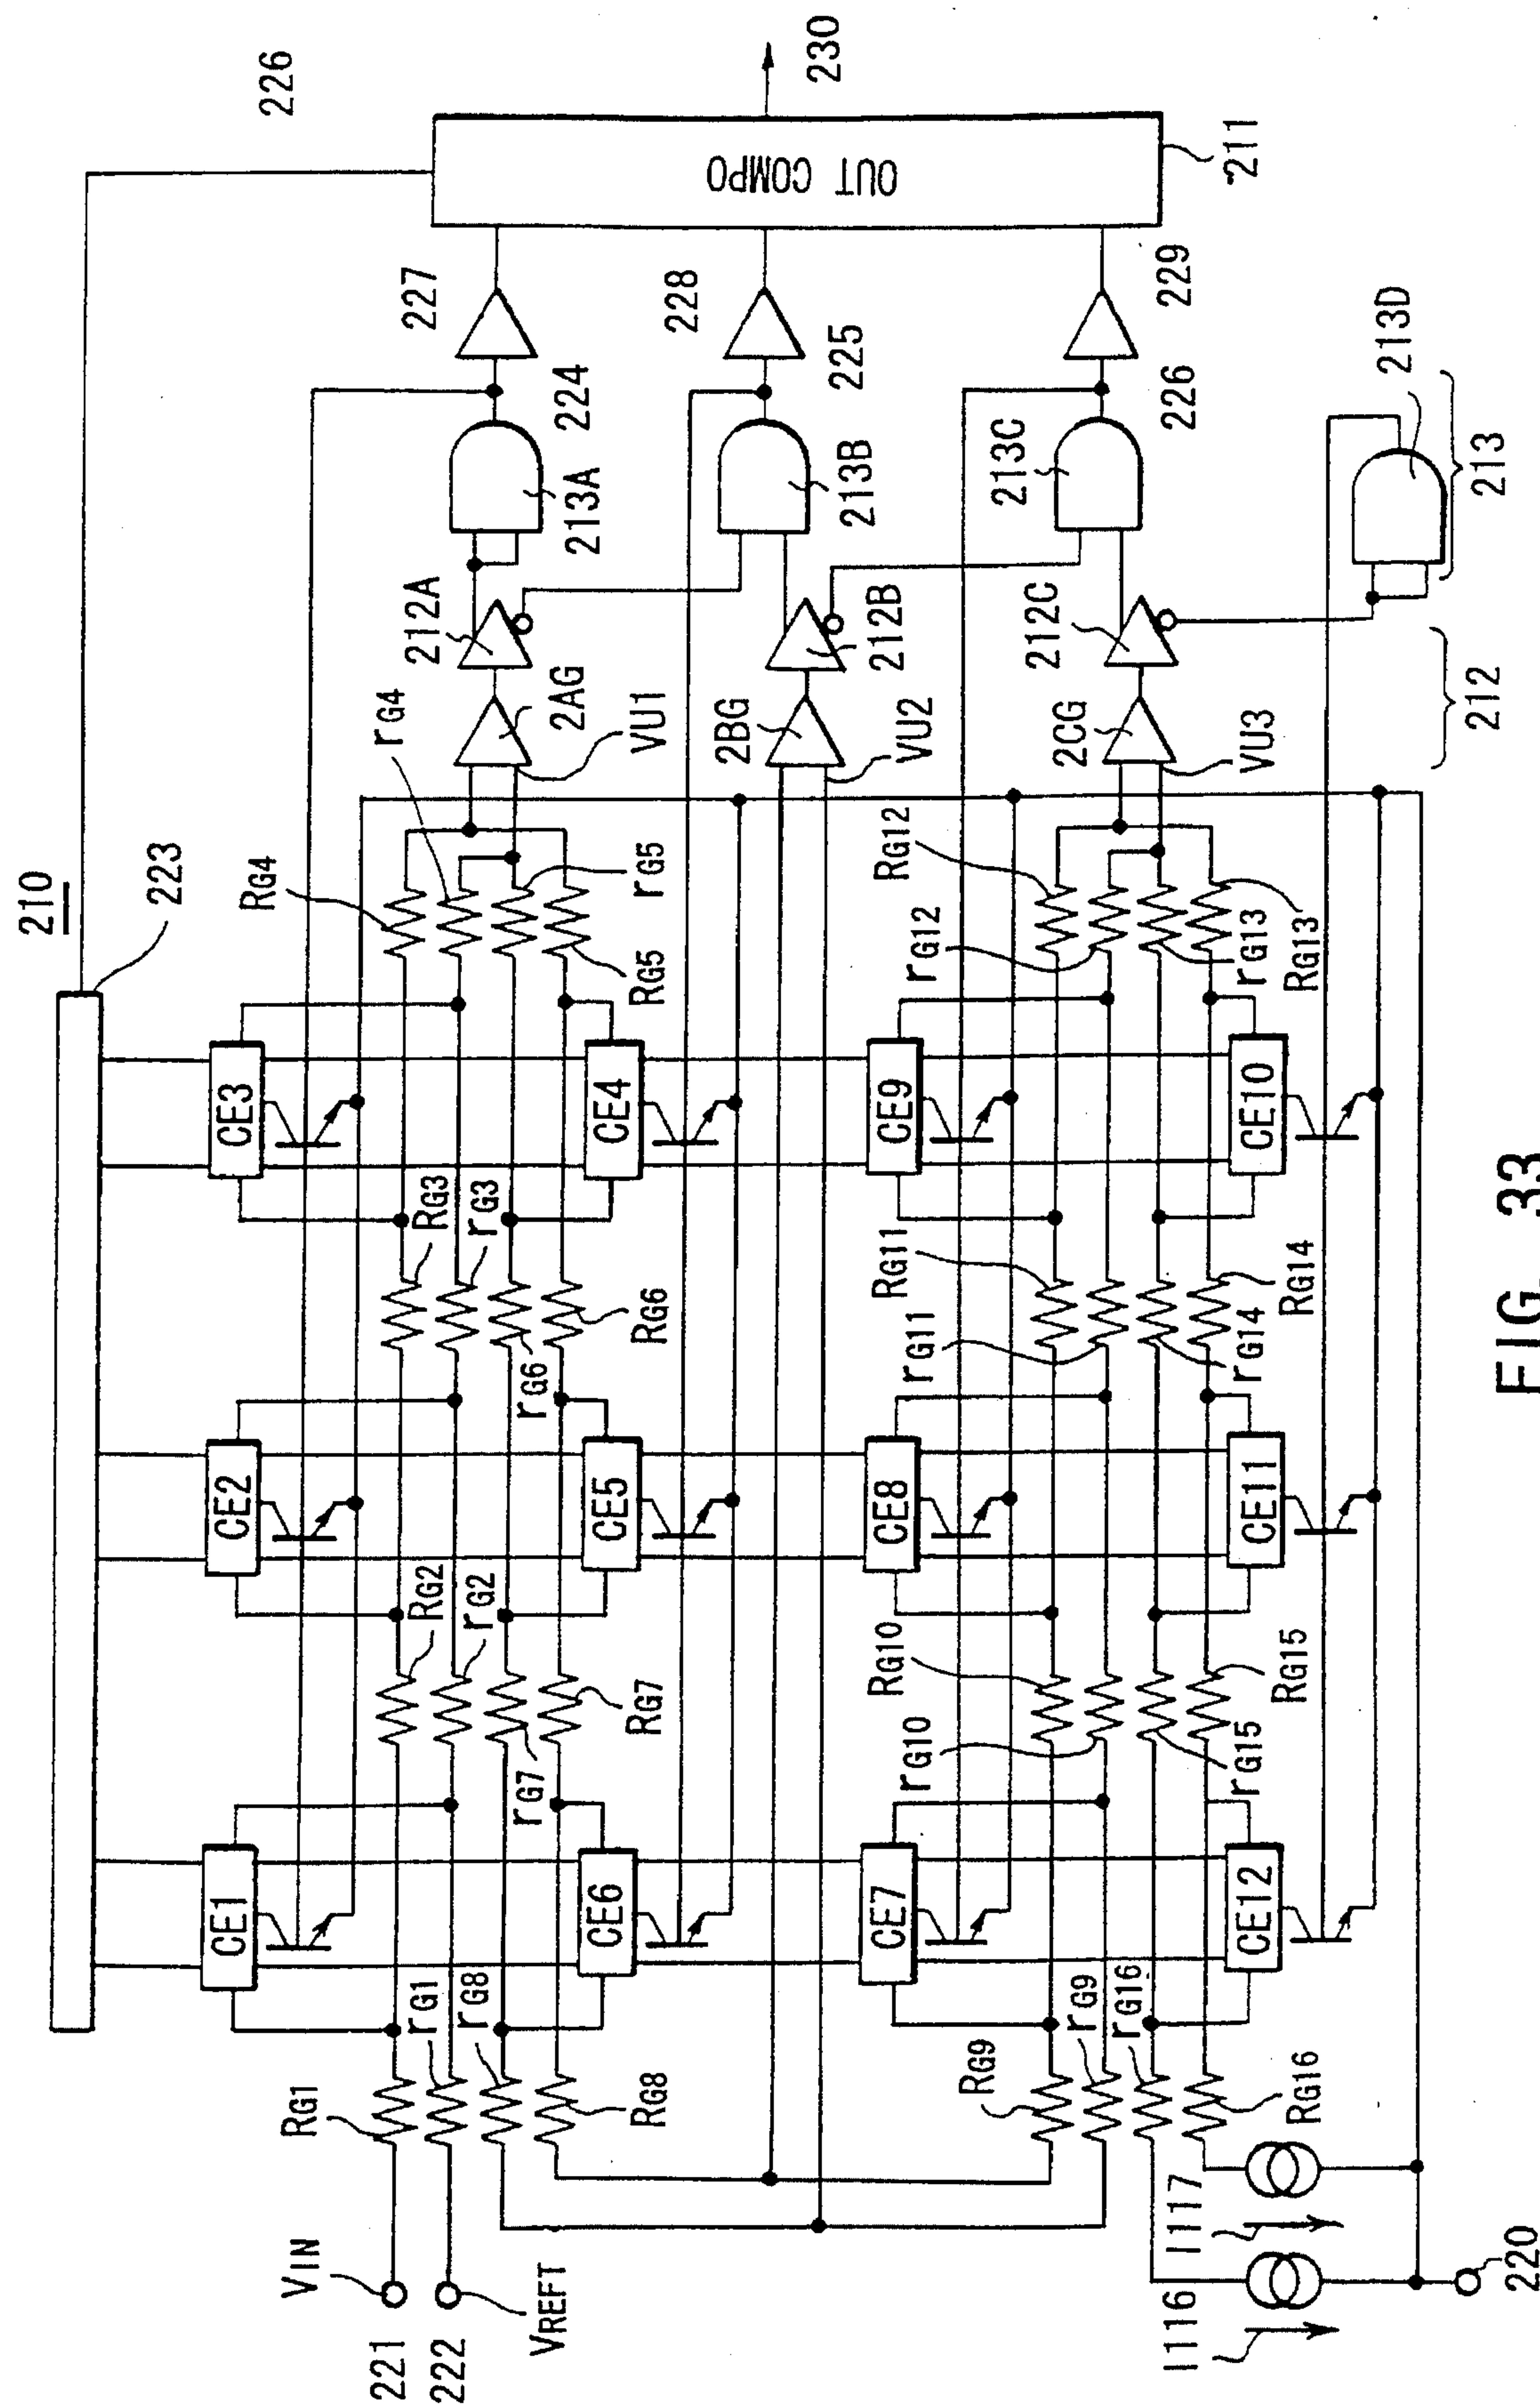 210
223
226
230
OUT COMPO
211
227
224
213A
212A
2AG
VU1
228
225
213B
212B
2BG
VU2
229
226
213C
212C
2CG
VU3
213D
213
212
RG4
rG4
rG5
RG5
CE3
CE4
RG12
rG12
rG13
RG13
CE9
CE10
RG3
rG3
rG6
RG6
RG11
rG11
rG14
RG14
CE2
CE5
CE8
CE11
RG2
rG2
rG7
RG7
RG10
rG10
rG15
RG15
CE1
CE6
CE7
CE12
RG1
rG1
rG8
RG8
RG9
rG9
rG16
RG16
VIN
221
222
VREFT
I116
I117
220
FIG. 33